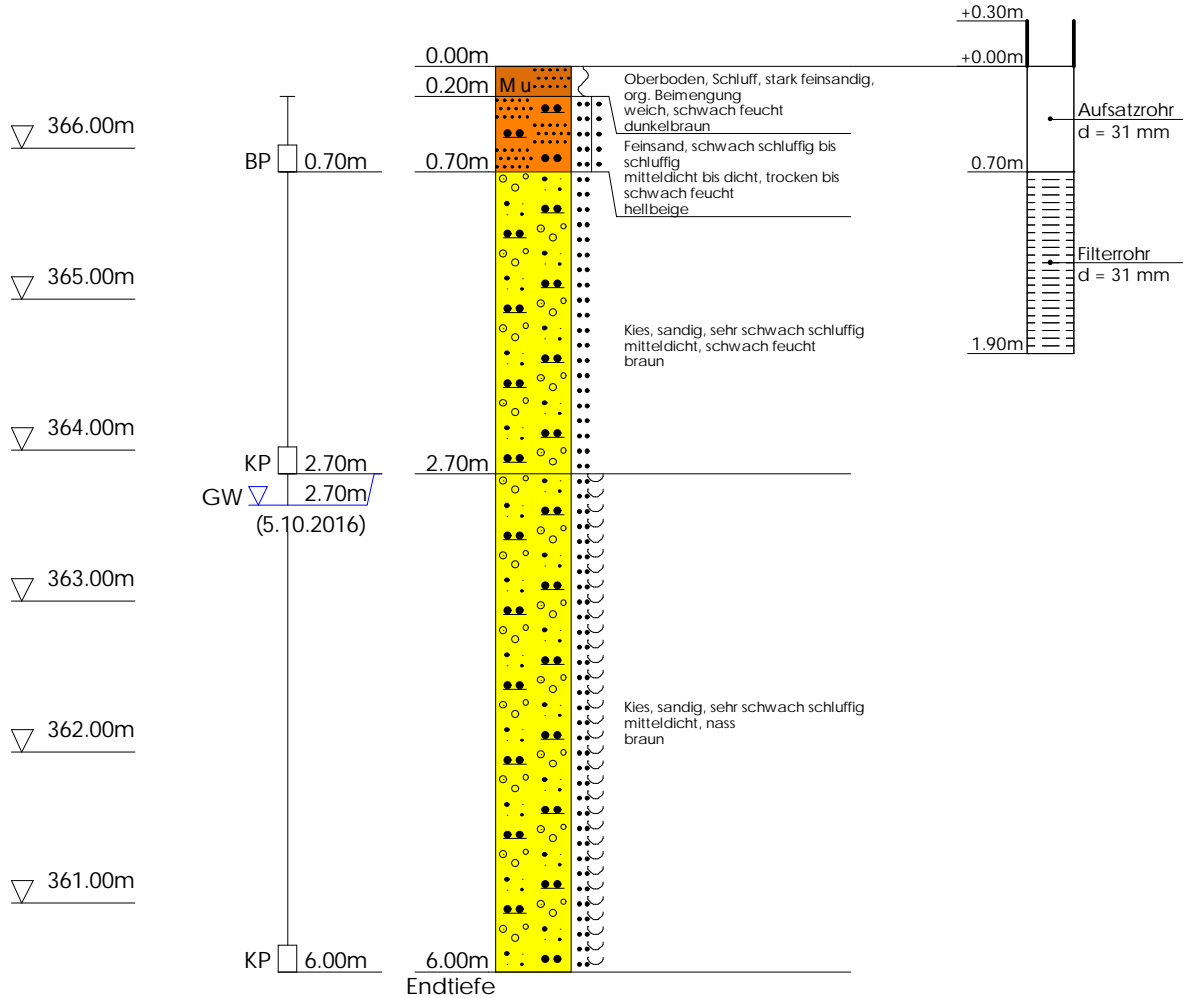 +0.30m
0.00m
+0.00m
0.20m
Mu
Oberboden, Schluff, stark feinsandig,
org. Beimengung
weich, schwach feucht
dunkelbraun
366.00m
Aufsatzrohr
d = 31 mm
BP
0.70m
0.70m
Feinsand, schwach schluffig bis
schluffig
mitteldicht bis dicht, trocken bis
schwach feucht
hellbeige
0.70m
365.00m
Filterrohr
d = 31 mm
Kies, sandig, sehr schwach schluffig
mitteldicht, schwach feucht
braun
1.90m
364.00m
KP
2.70m
2.70m
GW
2.70m
(5.10.2016)
363.00m
362.00m
Kies, sandig, sehr schwach schluffig
mitteldicht, nass
braun
361.00m
KP
6.00m
6.00m
Endtiefe